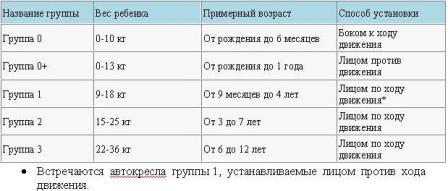 Название группы Вес ребенка Примерный возраст Способ установки
Группа 0 0-10 кг От рождения до 6 месяцев Боком к ходу
движения
Группа 0+ 0-13 кг От рождения до 1 года Лицом против
движения
Группа 1 9-18 кг От 9 месяцев до 4 лет Лицом по ходу
движения*
Группа 2 15-25 кг От 3 до 7 лет Лицом по ходу
движения
Группа 3 22-36 кг От 6 до 12 лет Лицом по ходу
движения
• Встречаются автокресла группы 1, устанавливаемые лицом против хода
движения.